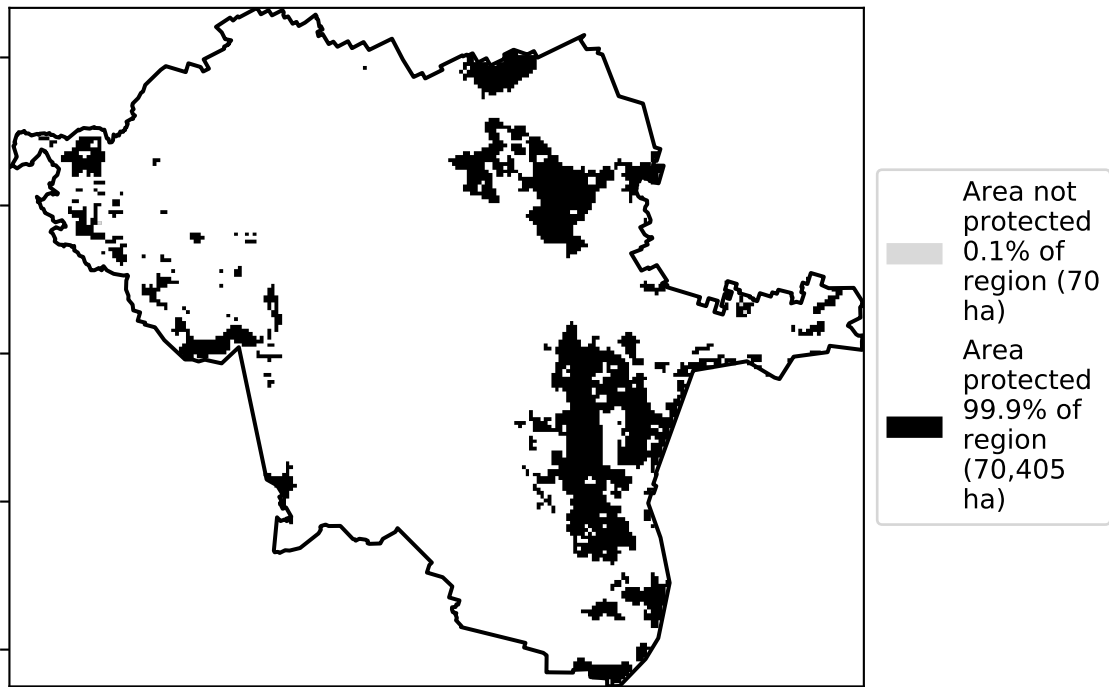 Area not
protected
0.1% of
region (70
ha)
Area
protected
99.9% of
region
(70,405
ha)